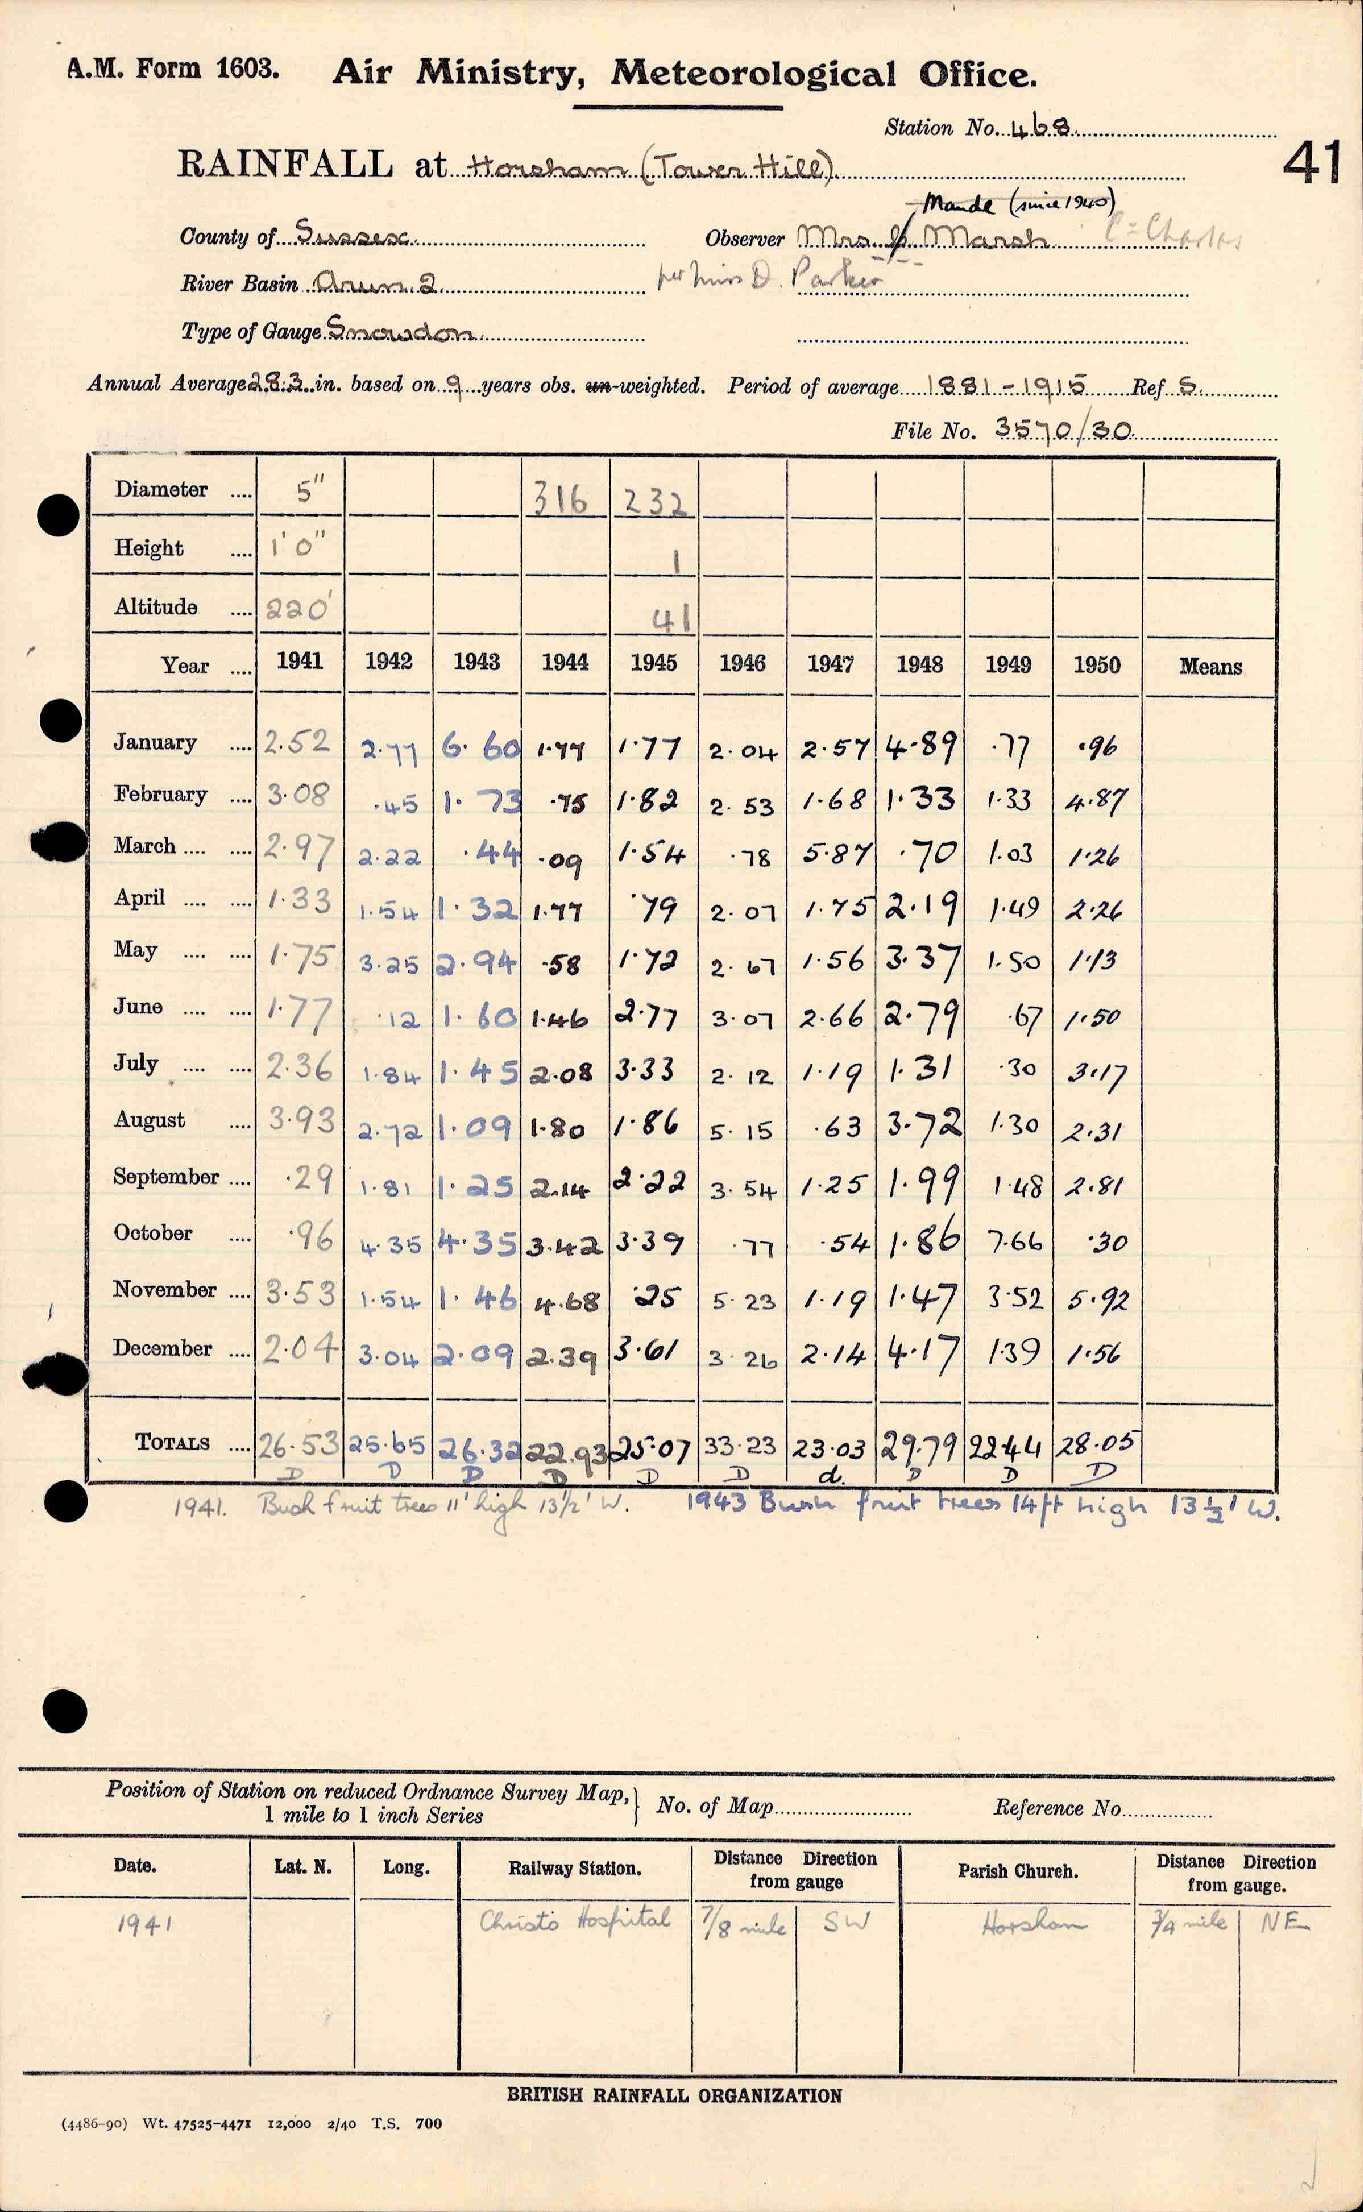 A.M. Form 1603. Air Ministry, Meteorological Office.
Station No. 468
41
RAINFALL at Horsham (Tower Hill)
Maude (since 1940)
County of Sussex Observer Mrs. C. Marsh C = Charles
River Basin Arun 2 per Miss D. Parker
Type of Gauge Snowdon
Annual Average 28.3 in. based on 9 years obs. un-weighted. Period of average 1881-1915 Ref S.
File No. 3570/30
Diameter .... 5" 316 232
Height .... 1'0" 1
Altitude .... 220' 41
Year .... 1941 1942 1943 1944 1945 1946 1947 1948 1949 1950 Means
January .... 2.52 2.77 6.60 1.77 1.77 2.04 2.57 4.89 .77 .96
February .... 3.08 .45 1.73 .75 1.82 2.53 1.68 1.33 1.33 4.87
March .... .... 2.97 2.22 .44 .09 1.54 .78 5.87 .70 1.03 1.26
April .... .... 1.33 1.54 1.32 1.77 .79 2.07 1.75 2.19 1.49 2.26
May .... .... 1.75 3.25 2.94 .58 1.72 2.67 1.56 3.37 1.50 1.13
June .... .... 1.77 .12 1.60 1.46 2.77 3.07 2.66 2.79 .67 1.50
July .... .... 2.36 1.84 1.45 2.08 3.33 2.12 1.19 1.31 .30 3.17
August .... 3.93 2.72 1.09 1.80 1.86 5.15 .63 3.72 1.30 2.31
September .... .29 1.81 1.25 2.14 2.22 3.54 1.25 1.99 1.48 2.81
October .... .96 4.35 4.35 3.42 3.39 .77 .54 1.86 7.66 .30
November .... 3.53 1.54 1.46 4.68 .25 5.23 1.19 1.47 3.52 5.92
December .... 2.04 3.04 2.09 2.39 3.61 3.26 2.14 4.17 1.39 1.56
TOTALS .... 26.53 25.65 26.32 22.93 25.07 33.23 23.03 29.79 22.44 28.05
D D D D D D d. D D D
1941. Bush fruit trees 11' high 13½' W. 1943 Bush fruit trees 14ft high 13½' W.
Position of Station on reduced Ordnance Survey Map, } No. of Map Reference No.
1 mile to 1 inch Series
Date. Lat. N. Long. Railway Station. Distance Direction from gauge Parish Church. Distance Direction from gauge.
1941 Christs Hospital 7/8 mile SW Horsham 3/4 mile NE
BRITISH RAINFALL ORGANIZATION
(4486-90) Wt. 47525-4471 12,000 2/40 T.S. 700